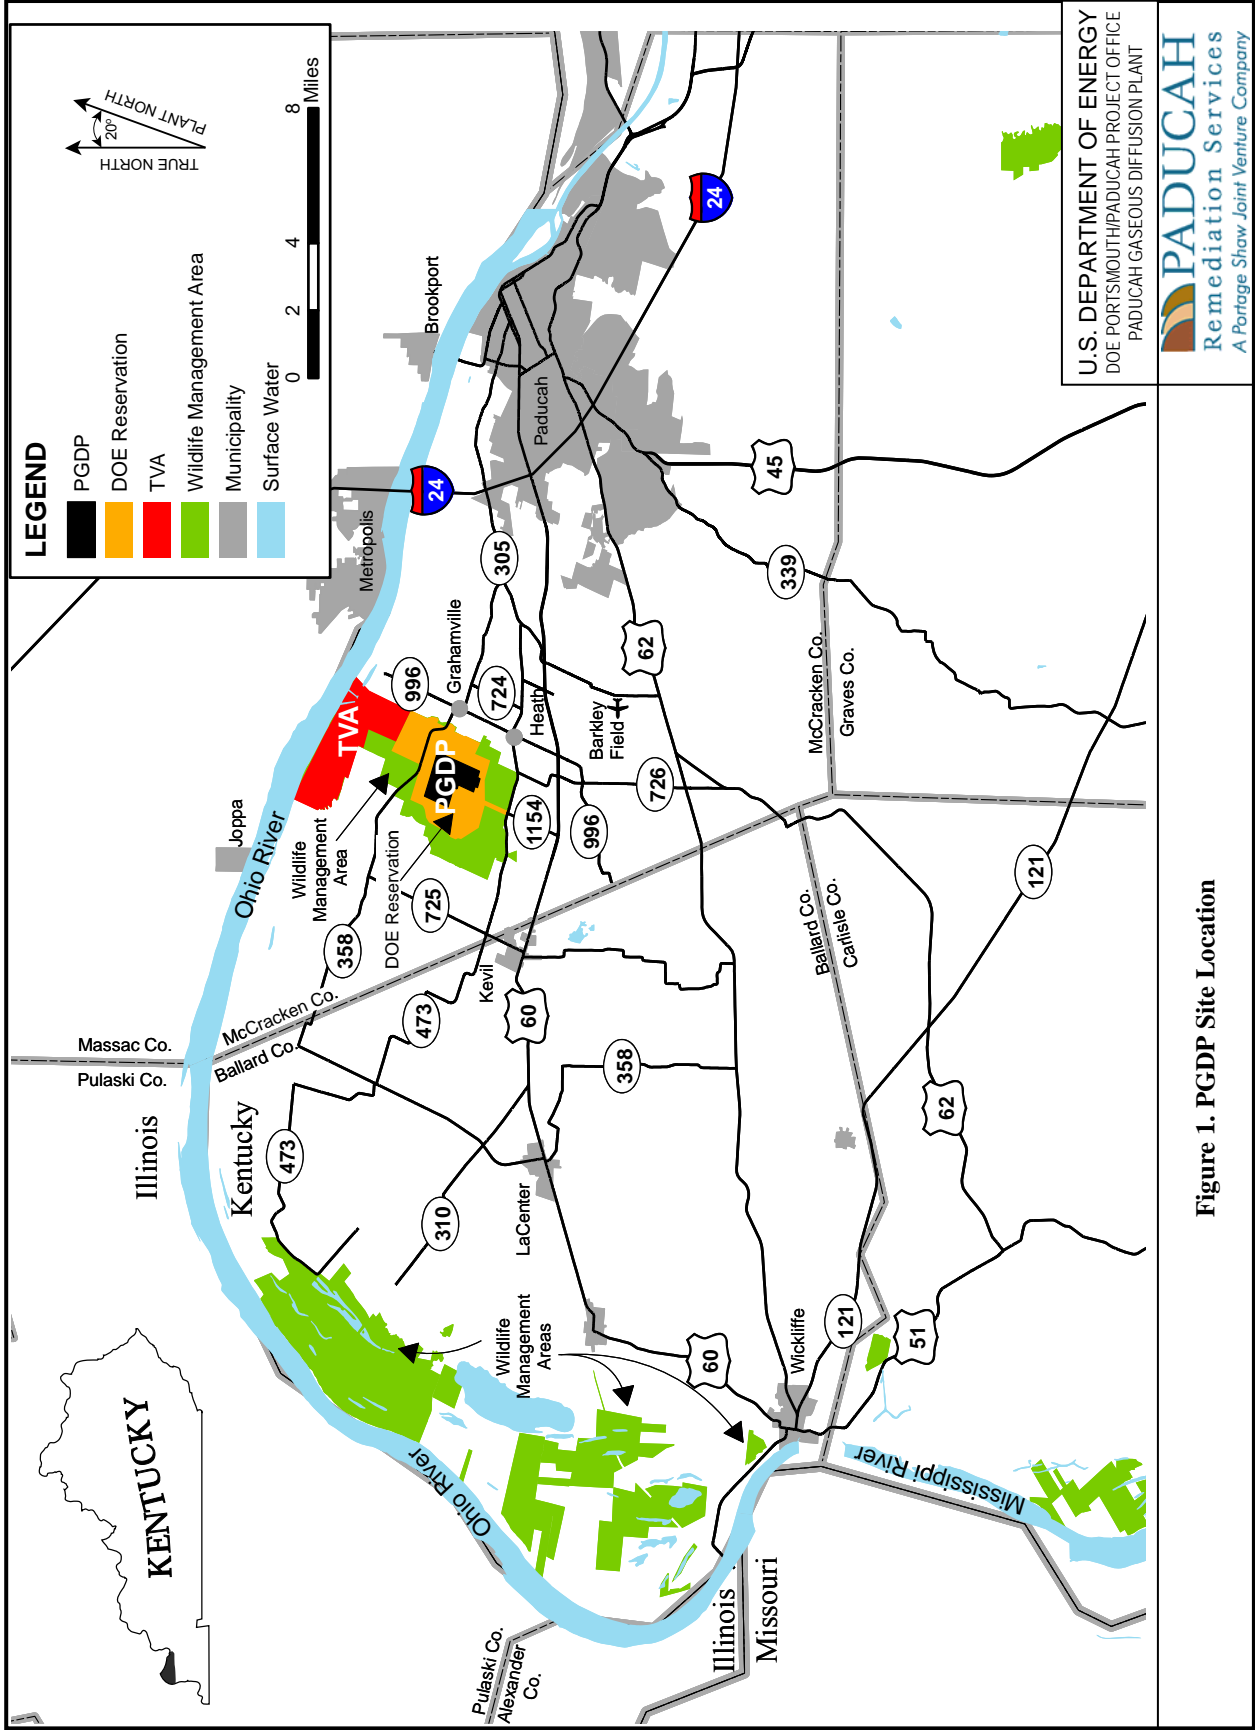 LEGEND
PGDP
DOE Reservation
TVA
Wildlife Management Area
Municipality
Surface Water
0
2
4
8
Miles
TRUE NORTH
20°
PLANT NORTH
KENTUCKY
Illinois
Kentucky
Pulaski Co.
Massac Co.
Ballard Co.
McCracken Co.
Ohio River
Joppa
Metropolis
Brookport
24
TVA
Wildlife
Management
Area
DOE Reservation
PGDP
358
725
473
473
996
Grahamville
305
724
Heath
1154
996
Kevil
60
310
LaCenter
358
Barkley
Field
726
62
Paducah
24
45
339
McCracken Co.
Graves Co.
Ballard Co.
Carlisle Co.
121
62
Wildlife
Management
Areas
60
Wickliffe
121
51
Ohio River
Mississippi River
Pulaski Co.
Alexander
Co.
Illinois
Missouri
U.S. DEPARTMENT OF ENERGY
DOE PORTSMOUTH/PADUCAH PROJECT OFFICE
PADUCAH GASEOUS DIFFUSION PLANT
PADUCAH
Remediation Services
A Portage Shaw Joint Venture Company
Figure 1. PGDP Site Location